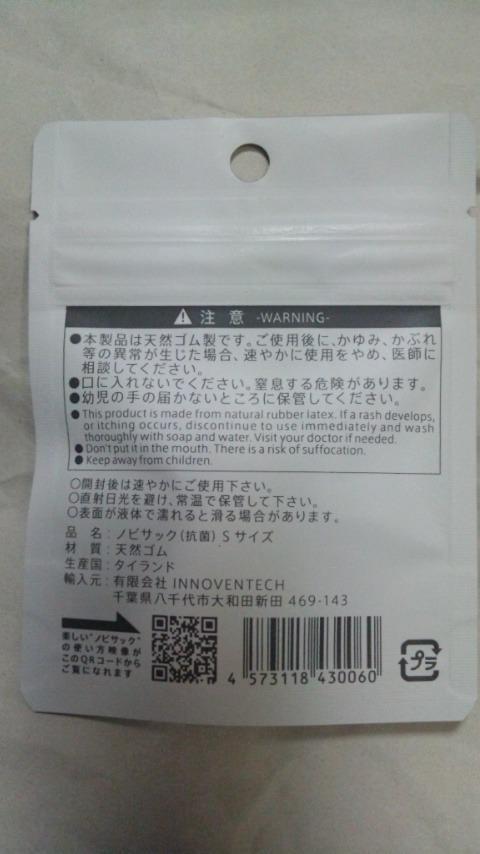 注 意 -WARNING-
●本製品は天然ゴム製です。ご使用後に、かゆみ、かぶれ
等の異常が生じた場合、速やかに使用をやめ、医師に
相談してください。
●口に入れないでください。窒息する危険があります。
●幼児の手の届かないところに保管してください。
●This product is made from natural rubber latex. If a rash develops,
or itching occurs, discontinue to use immediately and wash
thoroughly with soap and water. Visit your doctor if needed.
●Don't put it in the mouth. There is a risk of suffocation.
●Keep away from children.
○開封後は速やかにご使用下さい。
○直射日光を避け、常温で保管して下さい。
○表面が液体で濡れると滑る場合があります。
品 名：ノビサック（抗菌）S サイズ
材 質：天然ゴム
生産国：タイランド
輸入元：有限会社 INNOVENTECH
千葉県八千代市大和田新田 469-143
楽しい"ノビサック"
の使い方映像が
このQRコードから
ご覧になれます
4 573118 430060
プラ